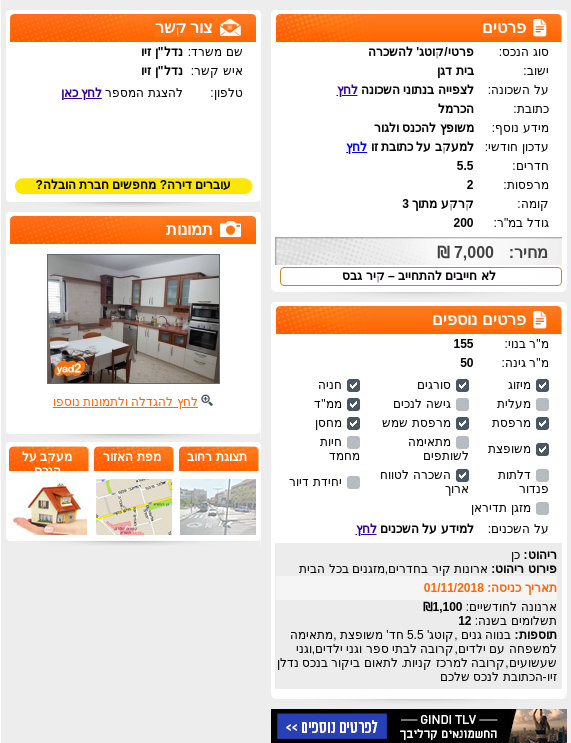 פרטים
סוג הנכס: פרטי/קוטג' להשכרה
ישוב: בית דגן
על השכונה: לצפייה בנתוני השכונה לחץ
כתובת: הכרמל
מידע נוסף: משופץ להכנס ולגור
עדכון חודשי: למעקב על כתובת זו לחץ
חדרים: 5.5
מרפסות: 2
קומה: קרקע מתוך 3
גודל במ"ר: 200
מחיר: 7,000 ₪
לא חייבים להתחייב – קיר גבס
פרטים נוספים
מ"ר בנוי: 155
מ"ר גינה: 50
מיזוג סורגים חניה
מעלית גישה לנכים ממ"ד
מרפסת מרפסת שמש מחסן
משופצת מתאימה לשותפים חיות מחמד
דלתות פנדור השכרה לטווח ארוך יחידת דיור
מזגן תדיראן
על השכנים: למידע על השכנים לחץ
ריהוט: כן
פירוט ריהוט: ארונות קיר בחדרים,מזגנים בכל הבית
תאריך כניסה: 01/11/2018
ארנונה לחודשיים: 1,100₪
תשלומים בשנה: 12
תוספות: בנווה גנים ,קוטג' 5.5 חד' משופצת ,מתאימה
למשפחה עם ילדים,קרובה לבתי ספר וגני ילדים,וגני
שעשועים,קרובה למרכז קניות. לתאום ביקור בנכס נדלן
זיו-הכתובת לנכס שלכם
GINDI TLV
החשמונאים קרליבך
לפרטים נוספים >>
צור קשר
שם משרד: נדל"ן זיו
איש קשר: נדל"ן זיו
טלפון: להצגת המספר לחץ כאן
עוברים דירה? מחפשים חברת הובלה?
תמונות
yad2
לחץ להגדלה ולתמונות נוספו
תצוגת רחוב
מפת האזור
מעקב על
הנכס